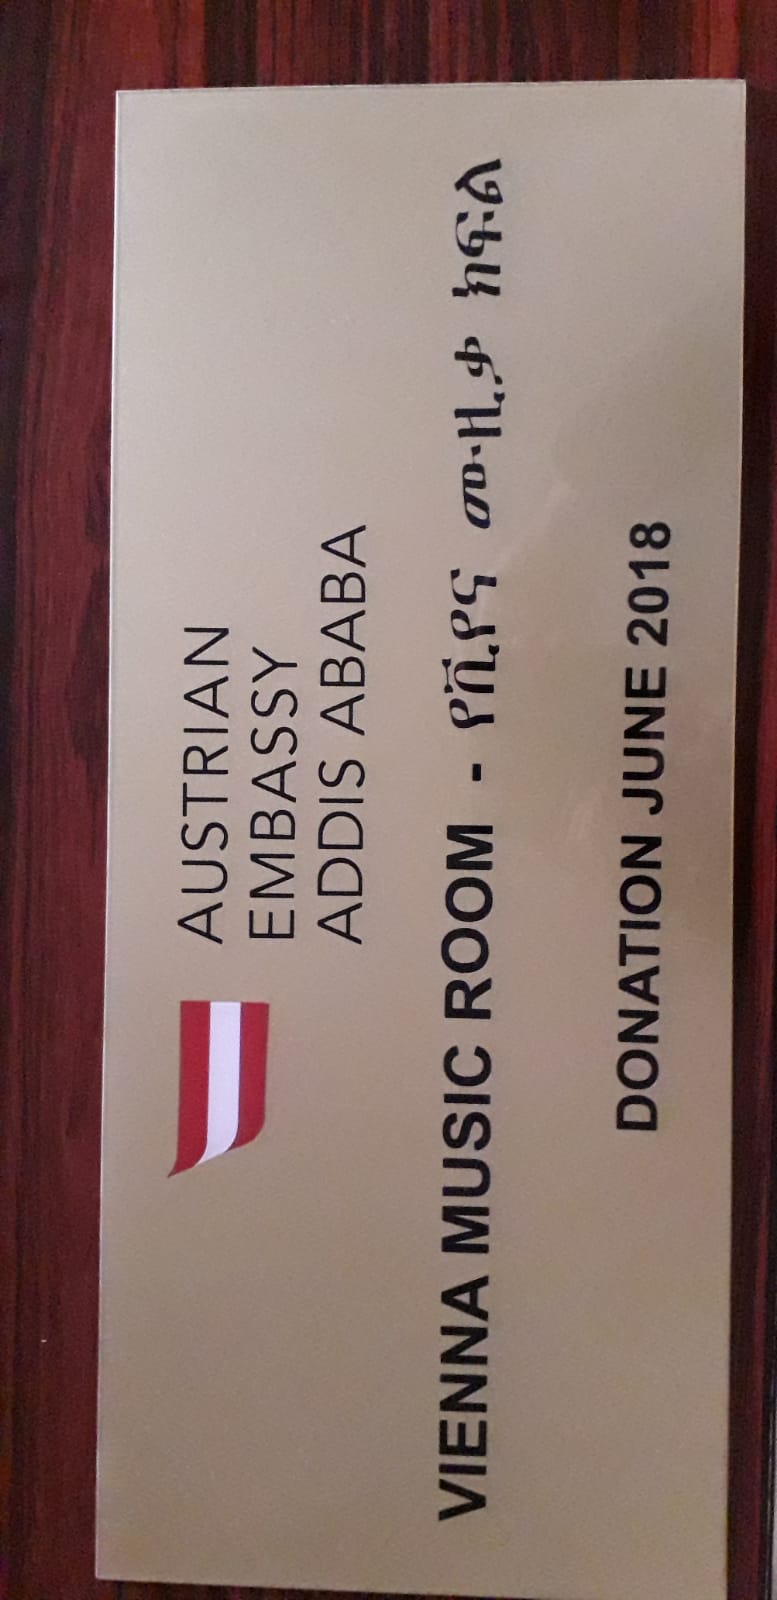 AUSTRIAN
EMBASSY
ADDIS ABABA
VIENNA MUSIC ROOM - የቪየና ሙዚቃ ክፍል
DONATION JUNE 2018